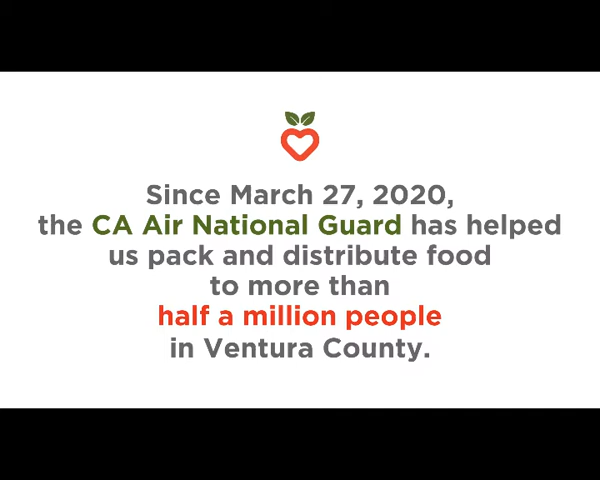 Since March 27, 2020,
the CA Air National Guard has helped
us pack and distribute food
to more than
half a million people
in Ventura County.